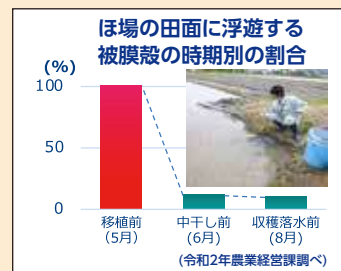 ほ場の田面に浮遊する
被膜殻の時期別の割合
(%)
100
50
0
移植前 中干し前 収穫落水前
(5月) (6月) (8月)
(令和2年農業経営課調べ)